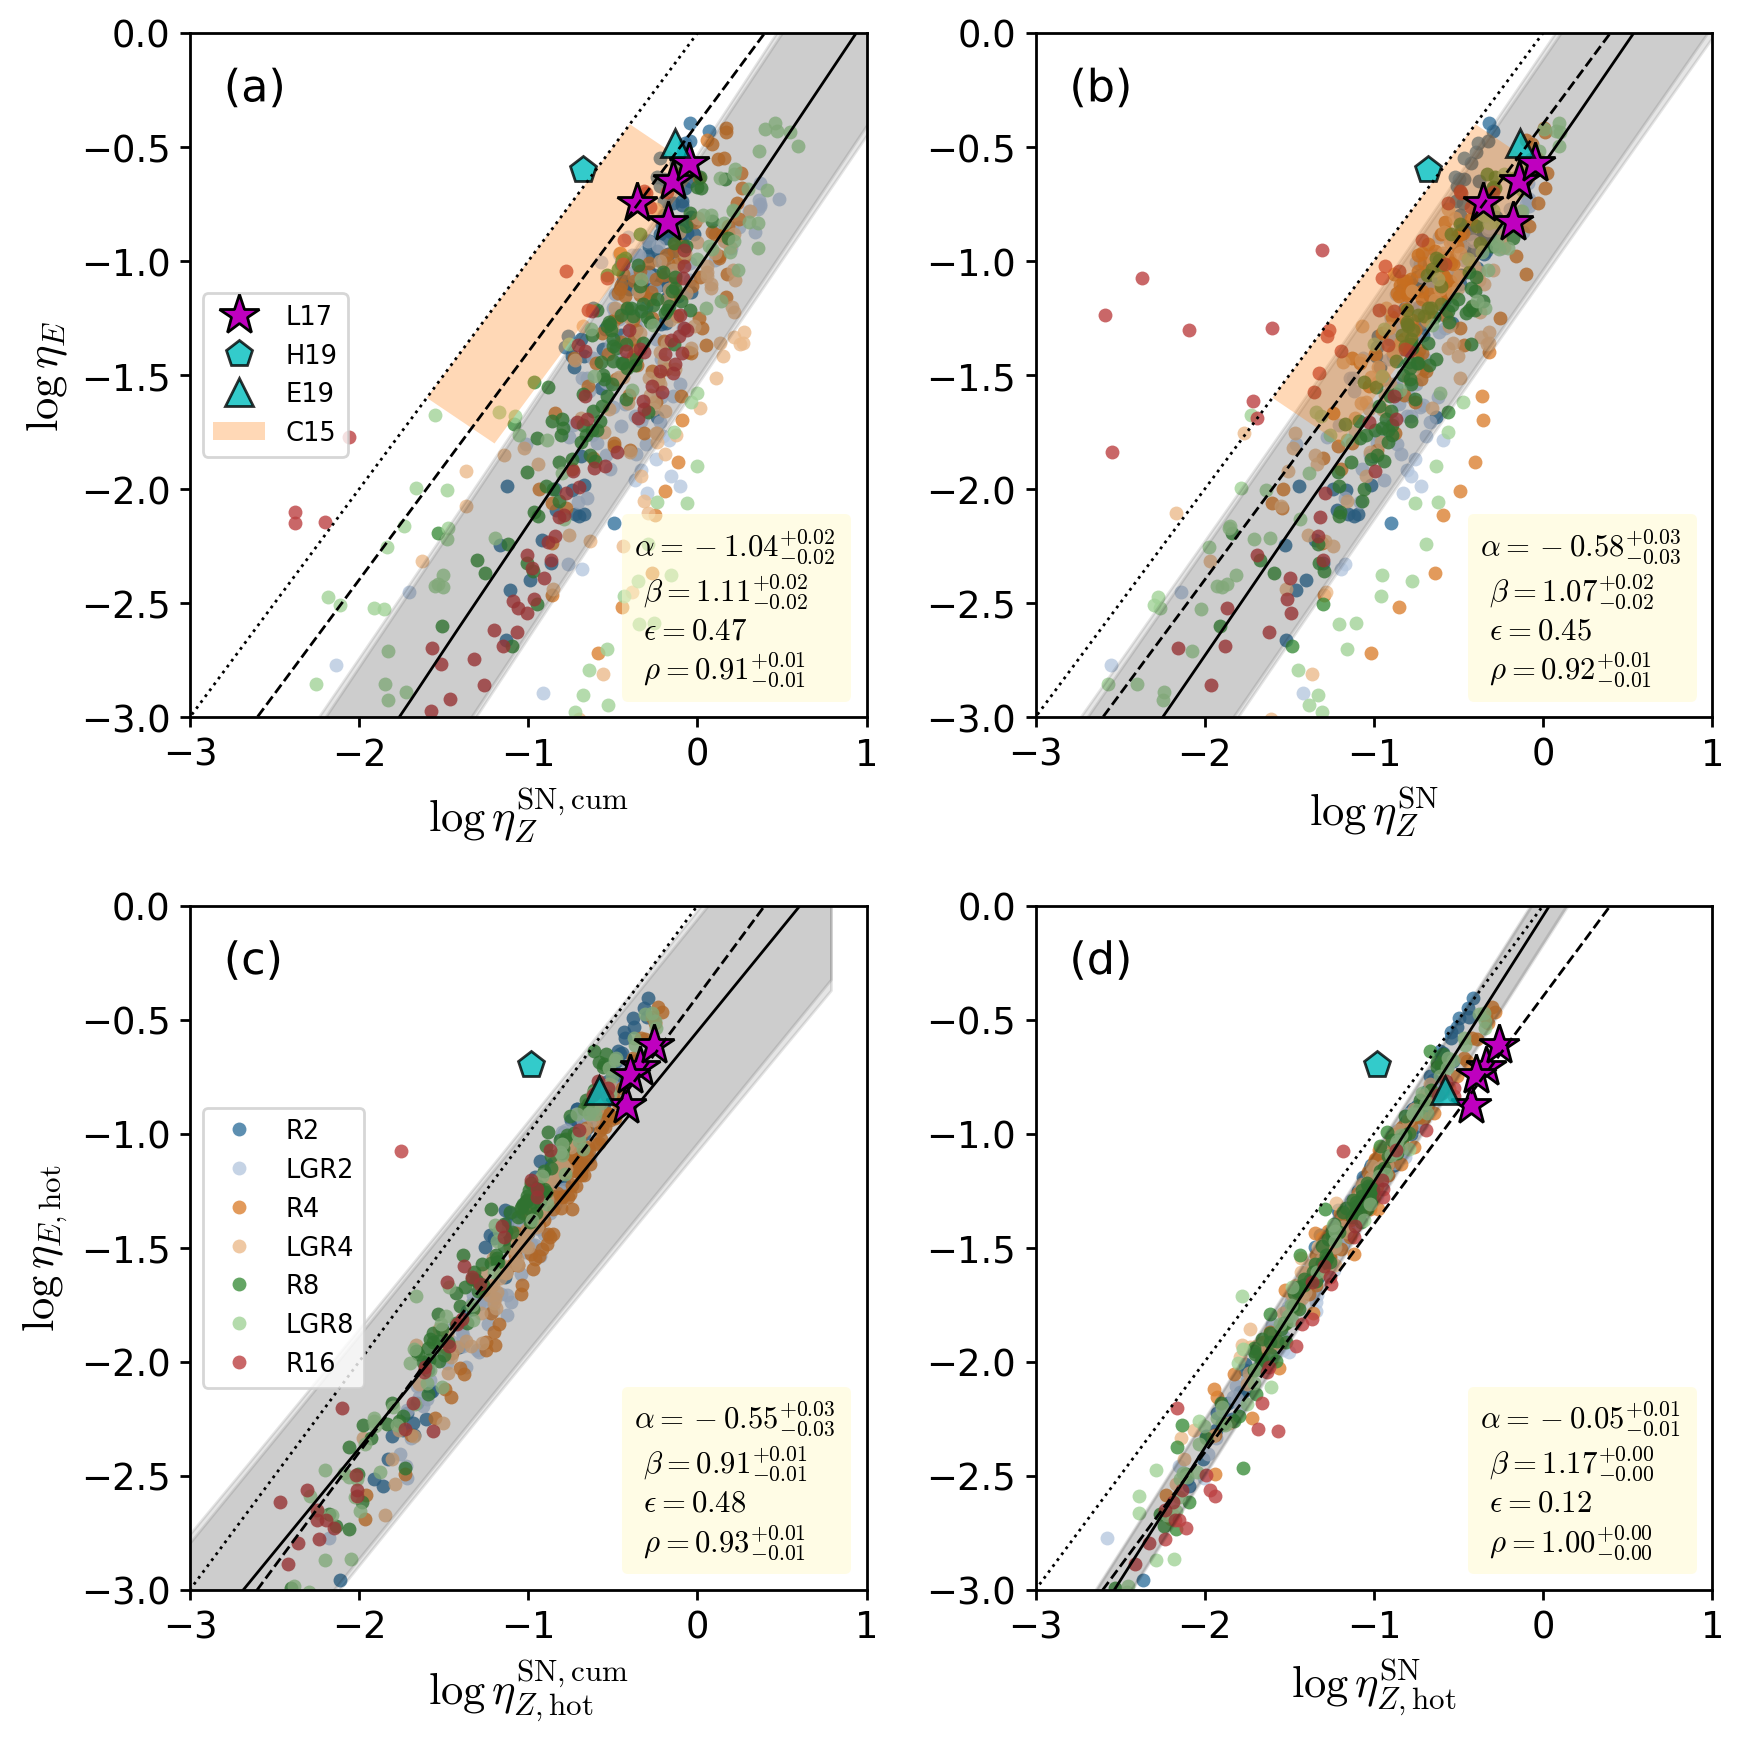 (a)
0.0
−0.5
−1.0
−1.5
−2.0
−2.5
−3.0
log η_E
L17
H19
E19
C15
α = −1.04^{+0.02}_{−0.02}
β = 1.11^{+0.02}_{−0.02}
ϵ = 0.47
ρ = 0.91^{+0.01}_{−0.01}
−3 −2 −1 0 1
log η_Z^{SN, cum}
(b)
0.0
−0.5
−1.0
−1.5
−2.0
−2.5
−3.0
α = −0.58^{+0.03}_{−0.03}
β = 1.07^{+0.02}_{−0.02}
ϵ = 0.45
ρ = 0.92^{+0.01}_{−0.01}
−3 −2 −1 0 1
log η_Z^{SN}
(c)
0.0
−0.5
−1.0
−1.5
−2.0
−2.5
−3.0
log η_{E, hot}
R2
LGR2
R4
LGR4
R8
LGR8
R16
α = −0.55^{+0.03}_{−0.03}
β = 0.91^{+0.01}_{−0.01}
ϵ = 0.48
ρ = 0.93^{+0.01}_{−0.01}
−3 −2 −1 0 1
log η_{Z, hot}^{SN, cum}
(d)
0.0
−0.5
−1.0
−1.5
−2.0
−2.5
−3.0
α = −0.05^{+0.01}_{−0.01}
β = 1.17^{+0.00}_{−0.00}
ϵ = 0.12
ρ = 1.00^{+0.00}_{−0.00}
−3 −2 −1 0 1
log η_{Z, hot}^{SN}